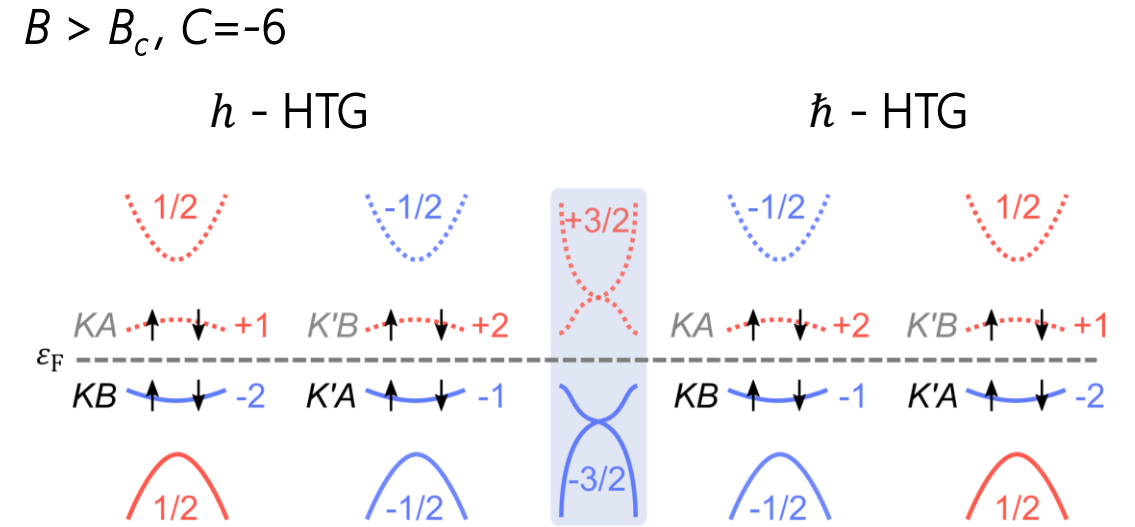 B > Bc, C=-6
h - HTG ħ - HTG
1/2 -1/2 +3/2 -1/2 1/2
KA +1 K'B +2 KA +2 K'B +1
εF
KB -2 K'A -1 KB -1 K'A -2
1/2 -1/2 -3/2 -1/2 1/2